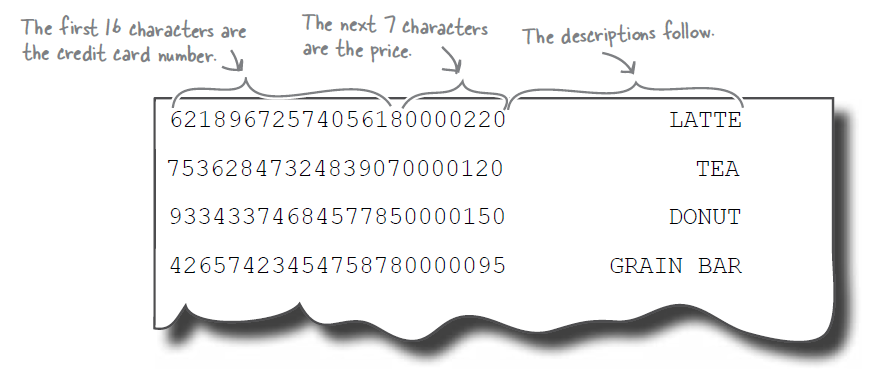 The first 16 characters are
the credit card number.
The next 7 characters
are the price.
The descriptions follow.
62189672574056180000220 LATTE
75362847324839070000120 TEA
93343374684577850000150 DONUT
42657423454758780000095 GRAIN BAR